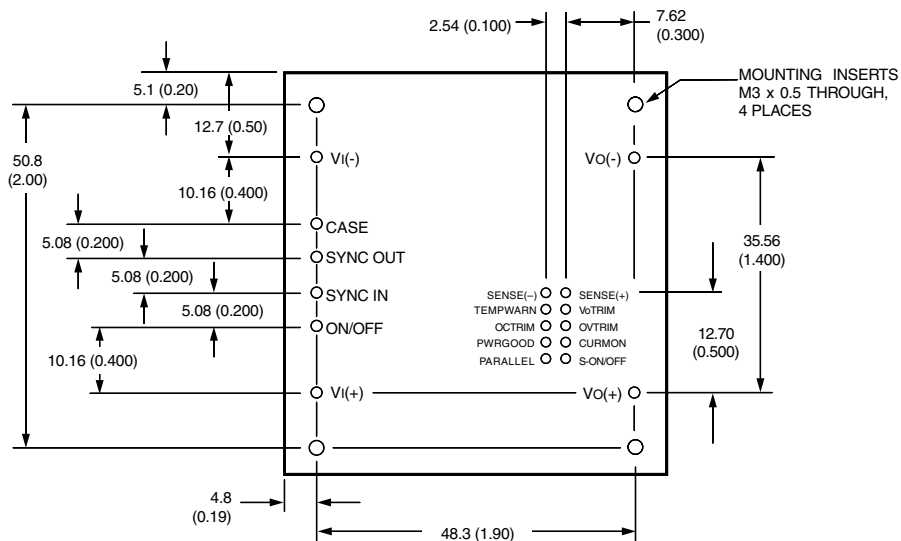 2.54 (0.100)
7.62
(0.300)
5.1 (0.20)
12.7 (0.50)
MOUNTING INSERTS
M3 x 0.5 THROUGH,
4 PLACES
50.8
(2.00)
VI(-)
VO(-)
10.16 (0.400)
CASE
5.08 (0.200)
SYNC OUT
35.56
(1.400)
5.08 (0.200)
SYNC IN
SENSE(–)
SENSE(+)
5.08 (0.200)
TEMPWARN
VOTRIM
ON/OFF
OCTRIM
OVTRIM
12.70
(0.500)
PWRGOOD
CURMON
10.16 (0.400)
PARALLEL
S-ON/OFF
VI(+)
VO(+)
4.8
(0.19)
48.3 (1.90)